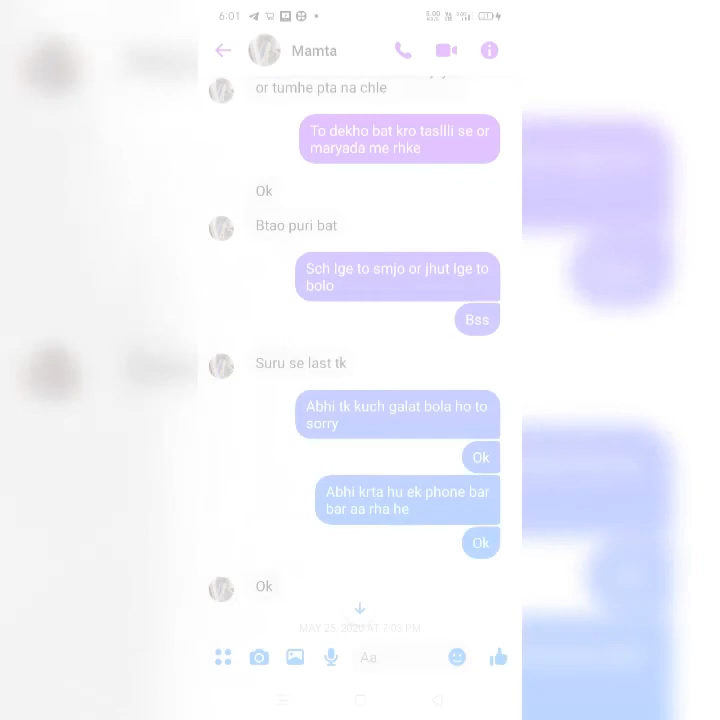 6:01
5.00
Mamta
or tumhe pta na chle
To dekho bat kro taslIli se or
maryada me rhke
Ok
Btao puri bat
Sch lge to smjo or jhut lge to
bolo
Bss
Suru se last tk
Abhi tk kuch galat bola ho to
sorry
Ok
Abhi krta hu ek phone bar
bar aa rha he
Ok
Ok
MAY 25, 2020 AT 7:03 PM
Aa